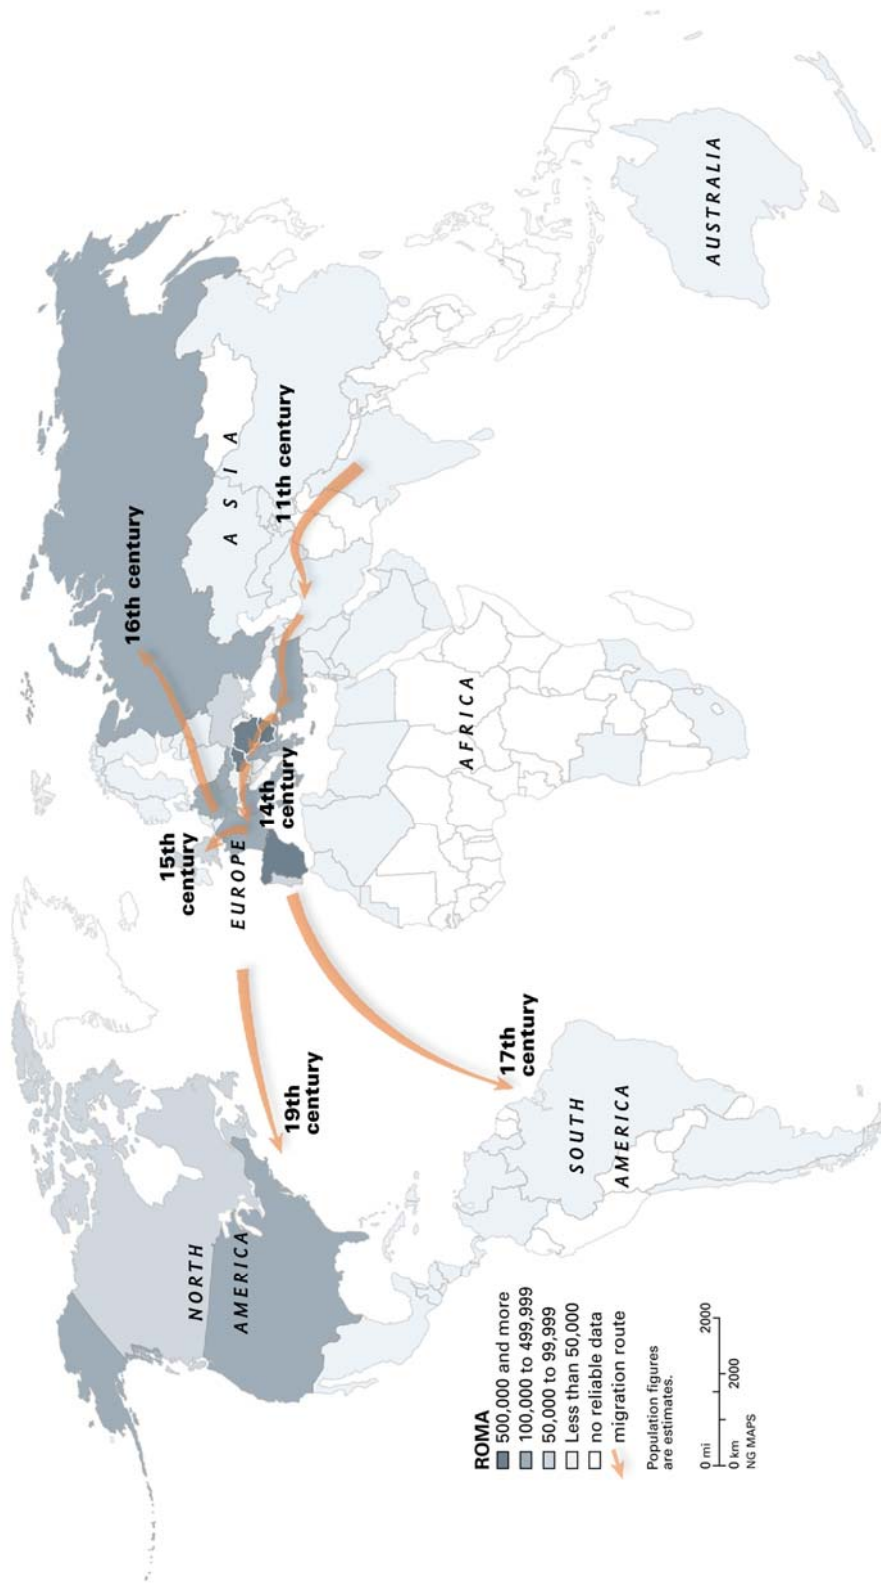 16th century
15th
century
EUROPE
14th
century
ASIA
11th century
NORTH
AMERICA
19th
century
17th
century
AFRICA
SOUTH
AMERICA
AUSTRALIA
ROMA
500,000 and more
100,000 to 499,999
50,000 to 99,999
Less than 50,000
no reliable data
migration route
Population figures
are estimates.
0 mi 2000
0 km 2000
NG MAPS